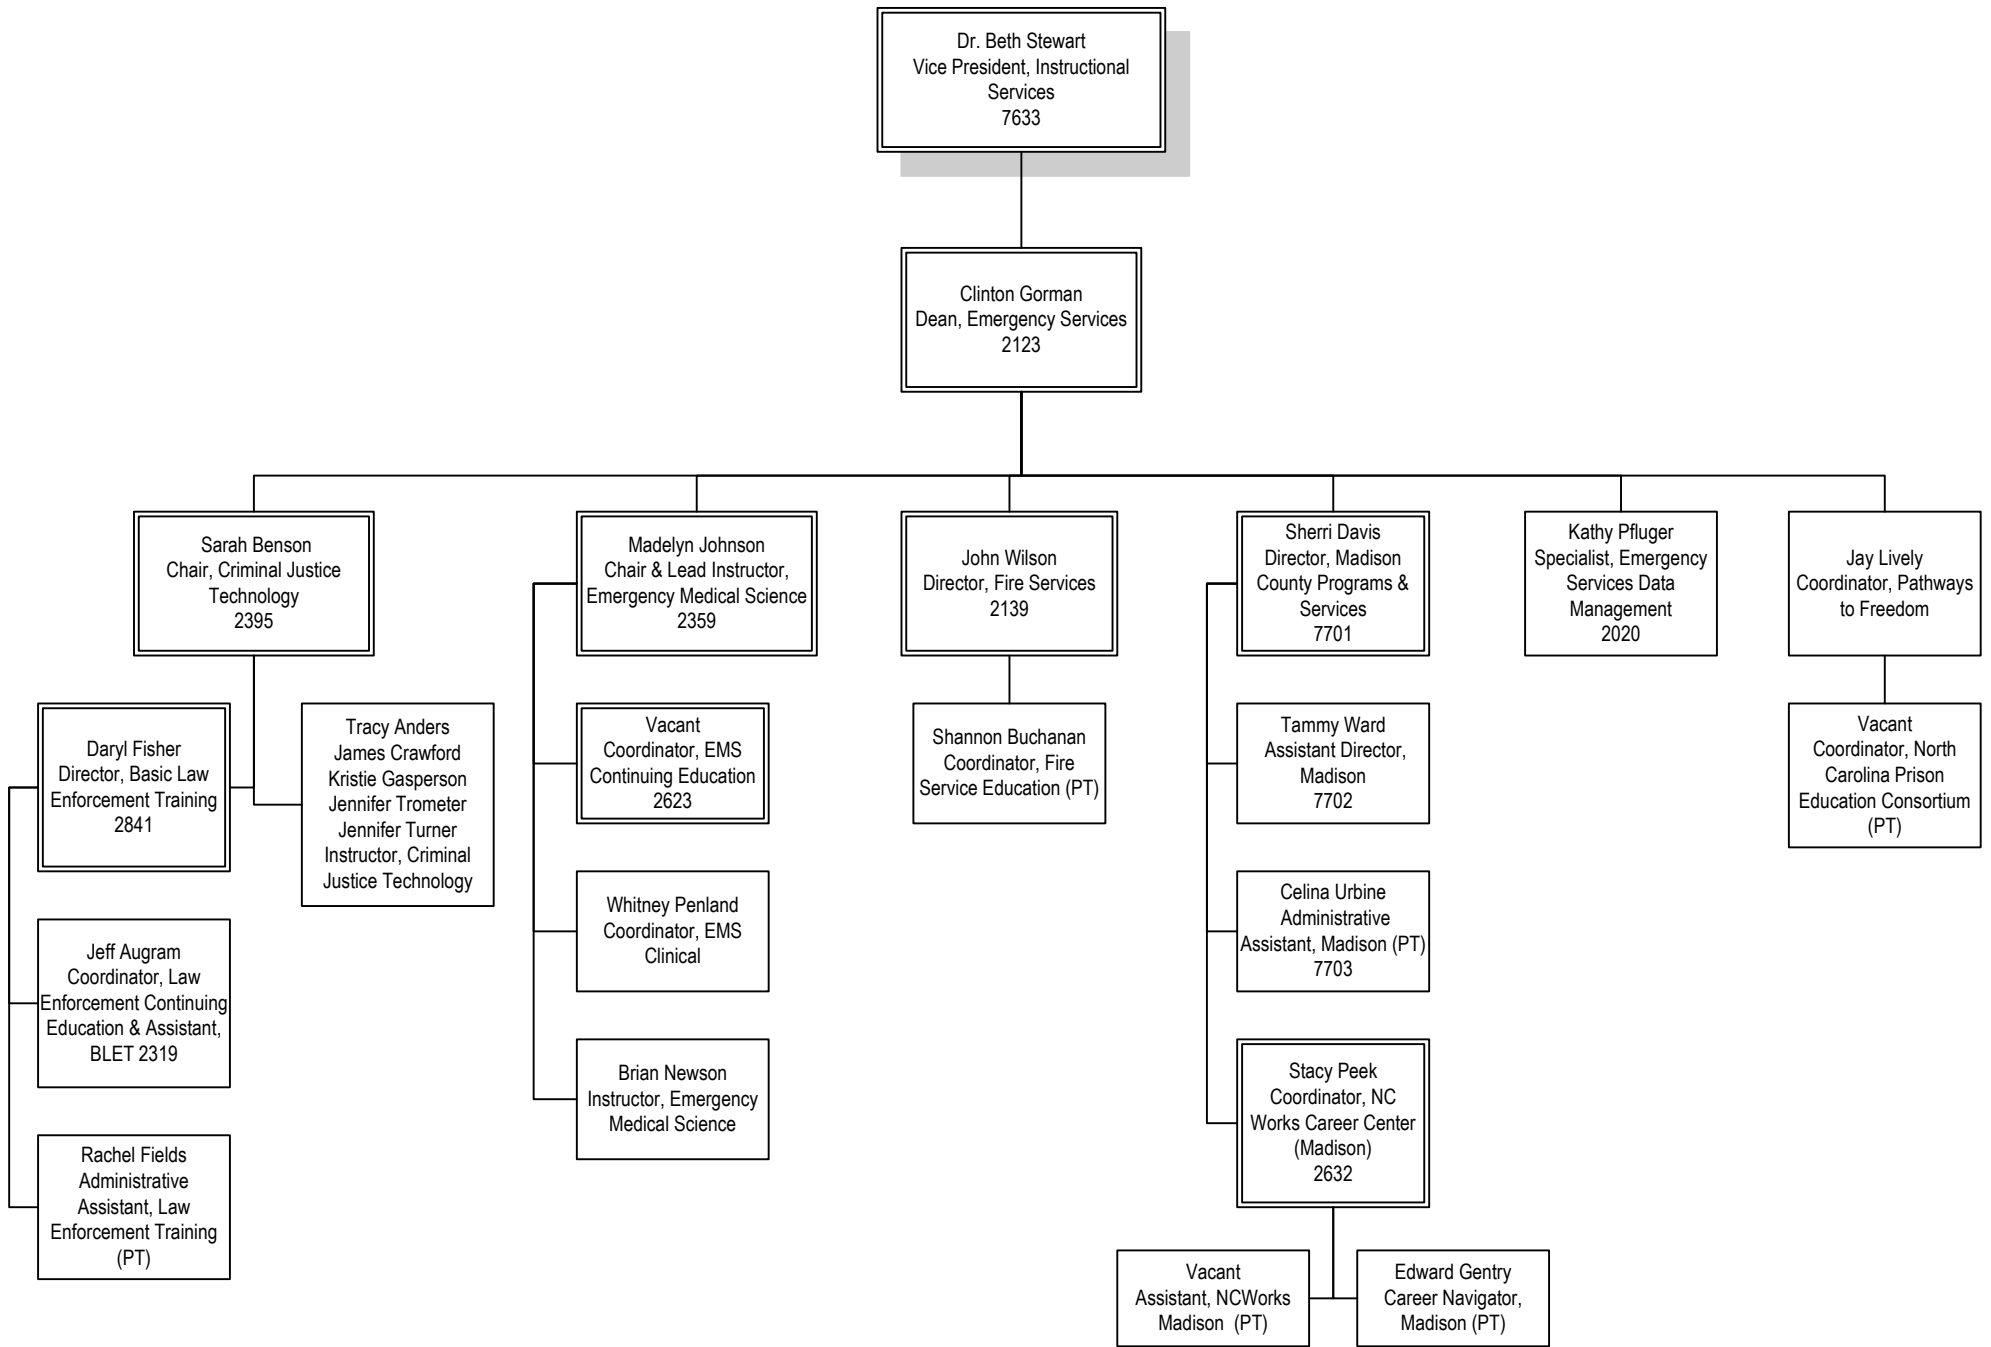 Dr. Beth Stewart
Vice President, Instructional
Services
7633
Clinton Gorman
Dean, Emergency Services
2123
Sarah Benson
Chair, Criminal Justice
Technology
2395
Madelyn Johnson
Chair & Lead Instructor,
Emergency Medical Science
2359
John Wilson
Director, Fire Services
2139
Sherri Davis
Director, Madison
County Programs &
Services
7701
Kathy Pfluger
Specialist, Emergency
Services Data
Management
2020
Jay Lively
Coordinator, Pathways
to Freedom
Daryl Fisher
Director, Basic Law
Enforcement Training
2841
Tracy Anders
James Crawford
Kristie Gasperson
Jennifer Trometer
Jennifer Turner
Instructor, Criminal
Justice Technology
Vacant
Coordinator, EMS
Continuing Education
2623
Shannon Buchanan
Coordinator, Fire
Service Education (PT)
Tammy Ward
Assistant Director,
Madison
7702
Vacant
Coordinator, North
Carolina Prison
Education Consortium
(PT)
Jeff Augram
Coordinator, Law
Enforcement Continuing
Education & Assistant,
BLET 2319
Whitney Penland
Coordinator, EMS
Clinical
Celina Urbine
Administrative
Assistant, Madison (PT)
7703
Rachel Fields
Administrative
Assistant, Law
Enforcement Training
(PT)
Brian Newson
Instructor, Emergency
Medical Science
Stacy Peek
Coordinator, NC
Works Career Center
(Madison)
2632
Vacant
Assistant, NCWorks
Madison (PT)
Edward Gentry
Career Navigator,
Madison (PT)